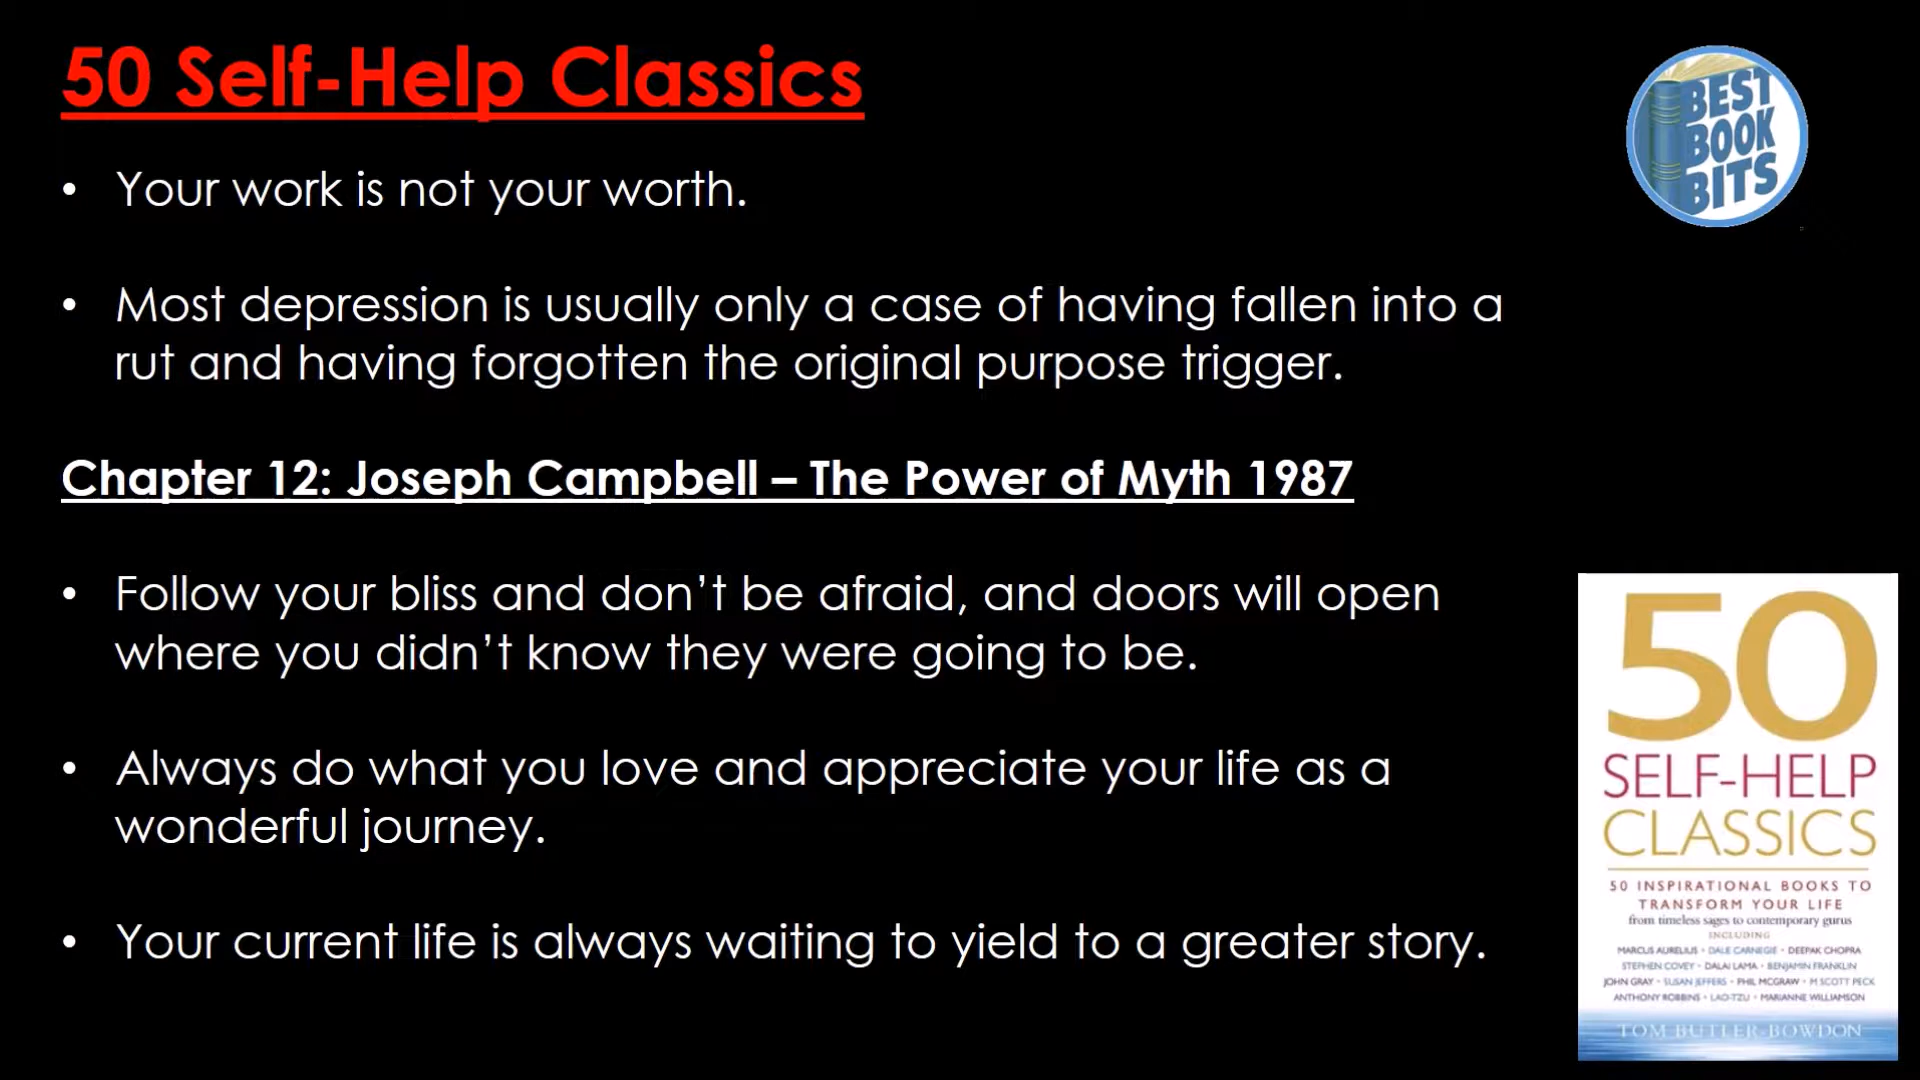 50 Self-Help Classics
BEST
BOOK
BITS
• Your work is not your worth.
• Most depression is usually only a case of having fallen into a
rut and having forgotten the original purpose trigger.
Chapter 12: Joseph Campbell – The Power of Myth 1987
• Follow your bliss and don’t be afraid, and doors will open
where you didn’t know they were going to be.
• Always do what you love and appreciate your life as a
wonderful journey.
• Your current life is always waiting to yield to a greater story.
50
SELF-HELP
CLASSICS
50 INSPIRATIONAL BOOKS TO
TRANSFORM YOUR LIFE
from timeless sages to contemporary gurus
INCLUDING
MARCUS AURELIUS • DALE CARNEGIE • DEEPAK CHOPRA
STEPHEN COVEY • DALAI LAMA • BENJAMIN FRANKLIN
JOHN GRAY • SUSAN JEFFERS • PHIL MCGRAW • M SCOTT PECK
ANTHONY ROBBINS • LAO-TZU • MARIANNE WILLIAMSON
TOM BUTLER-BOWDON